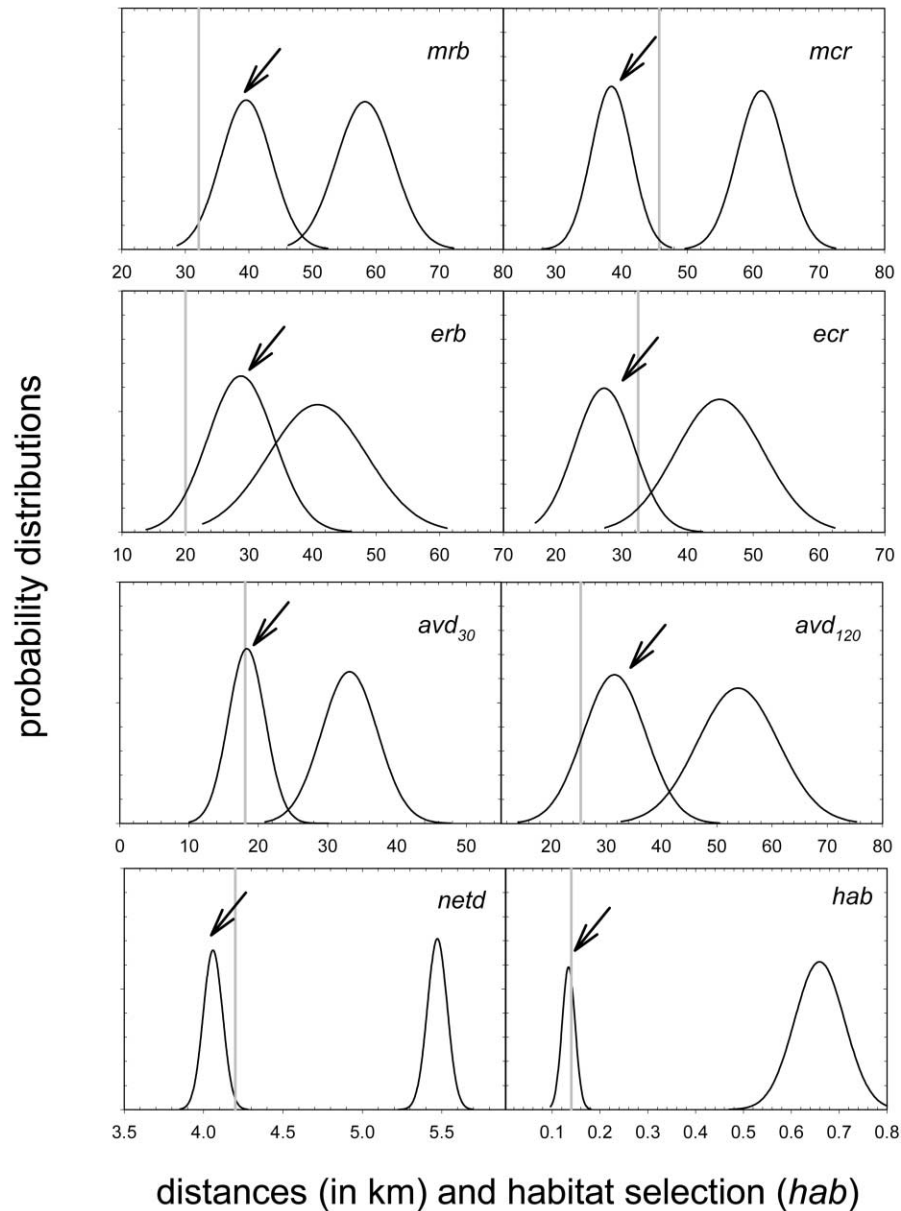 probability distributions
mrb
mcr
20 30 40 50 60 70 80 30 40 50 60 70 80
erb
ecr
10 20 30 40 50 60 70 20 30 40 50 60 70
avd30
avd120
0 10 20 30 40 50 20 30 40 50 60 70 80
netd
hab
3.5 4.0 4.5 5.0 5.5 0.1 0.2 0.3 0.4 0.5 0.6 0.7 0.8
distances (in km) and habitat selection (hab)